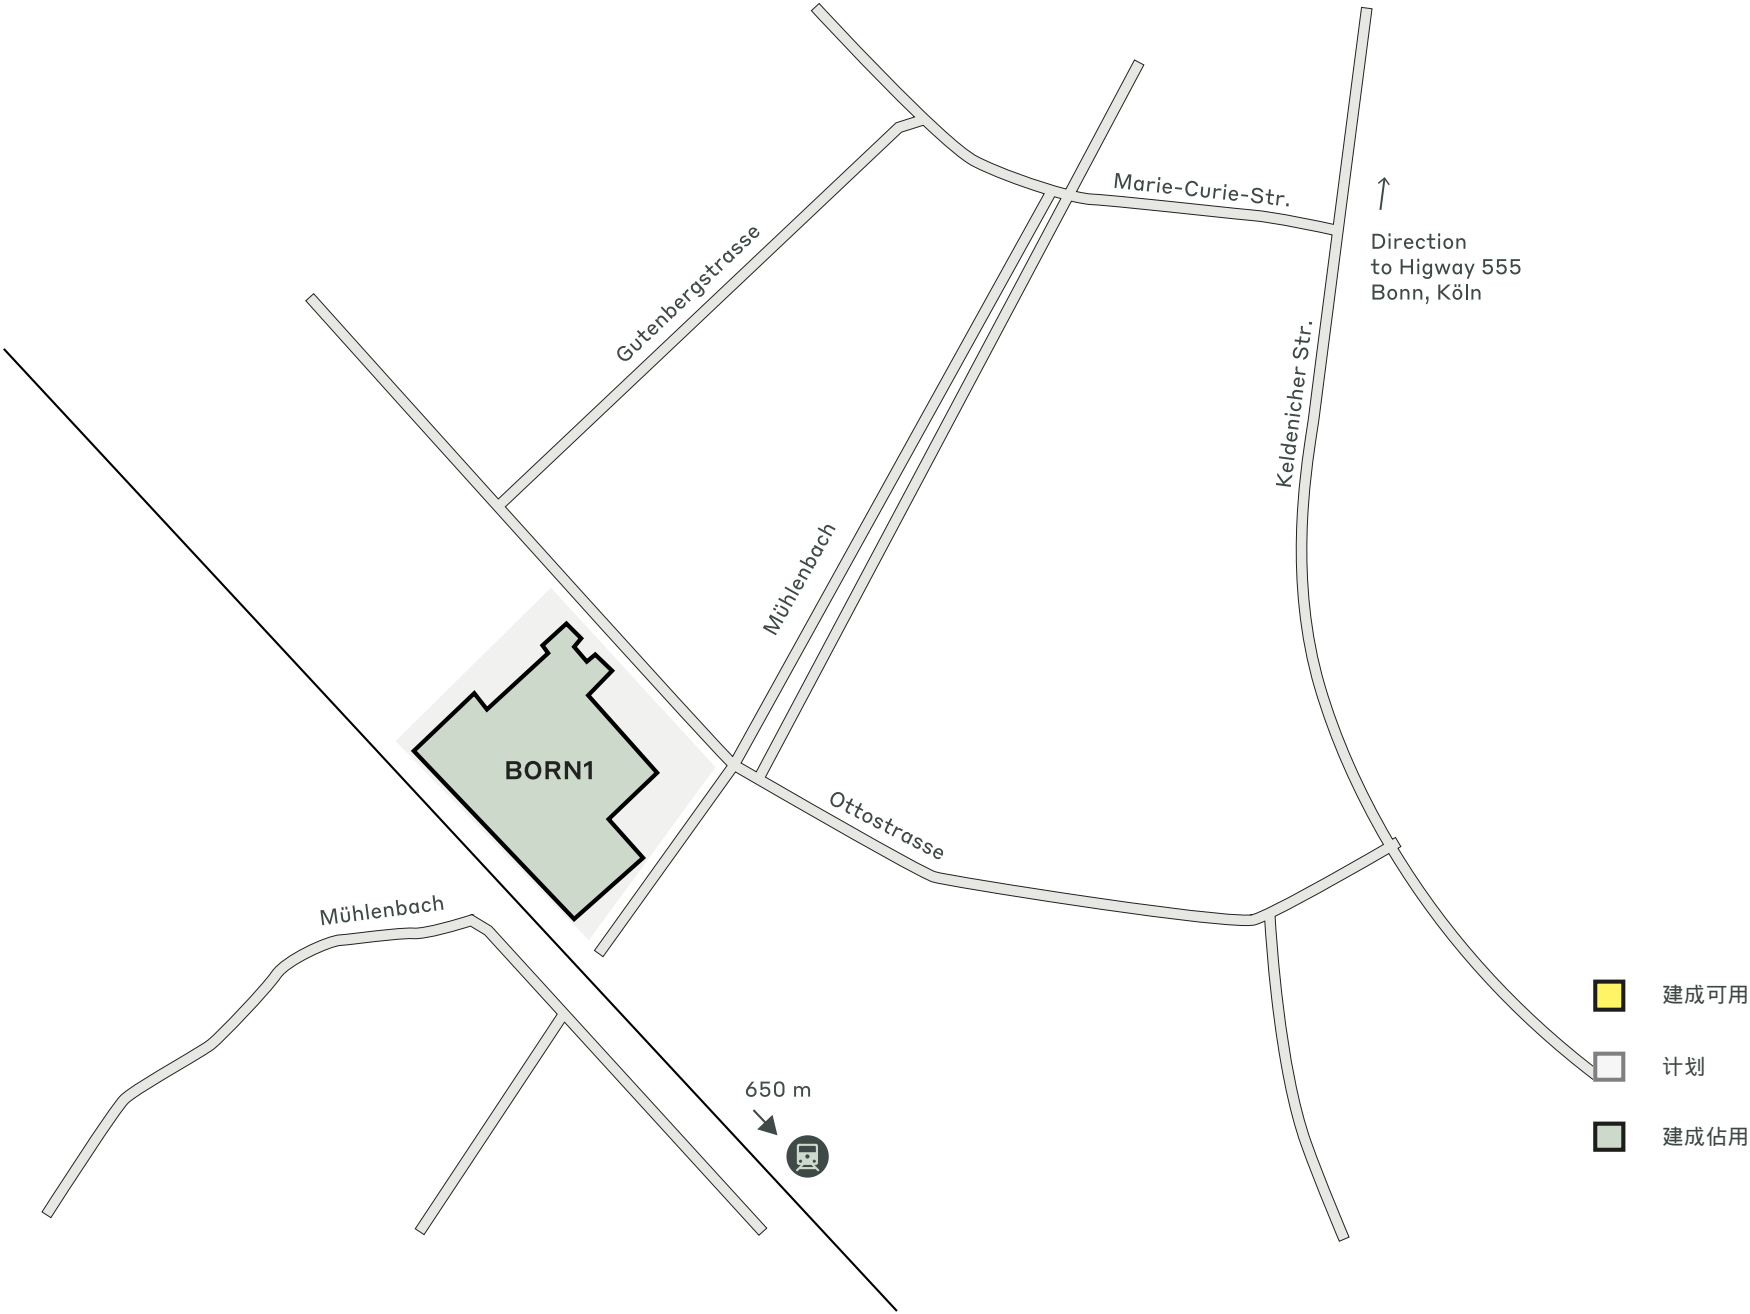 Marie-Curie-Str.
Direction
to Higway 555
Bonn, Köln
Gutenbergstrasse
Keldenicher Str.
Mühlenbach
BORN1
Ottostrasse
Mühlenbach
650 m
建成可用
计划
建成佔用